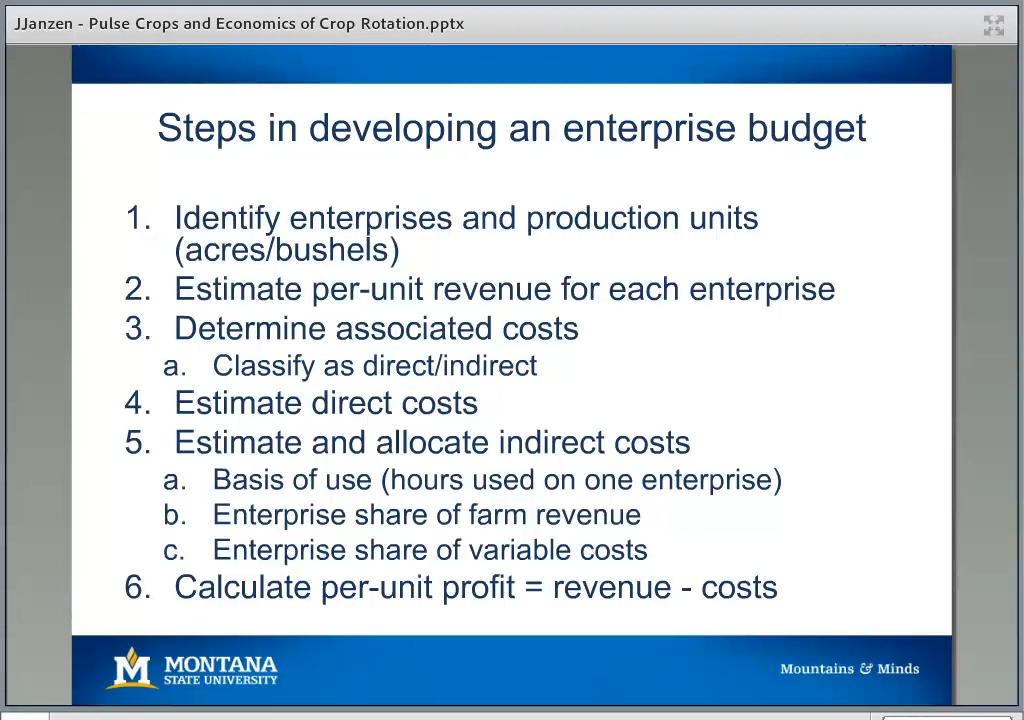 JJanzen - Pulse Crops and Economics of Crop Rotation.pptx
Steps in developing an enterprise budget
1. Identify enterprises and production units
(acres/bushels)
2. Estimate per-unit revenue for each enterprise
3. Determine associated costs
a. Classify as direct/indirect
4. Estimate direct costs
5. Estimate and allocate indirect costs
a. Basis of use (hours used on one enterprise)
b. Enterprise share of farm revenue
c. Enterprise share of variable costs
6. Calculate per-unit profit = revenue - costs
M MONTANA
STATE UNIVERSITY
Mountains & Minds